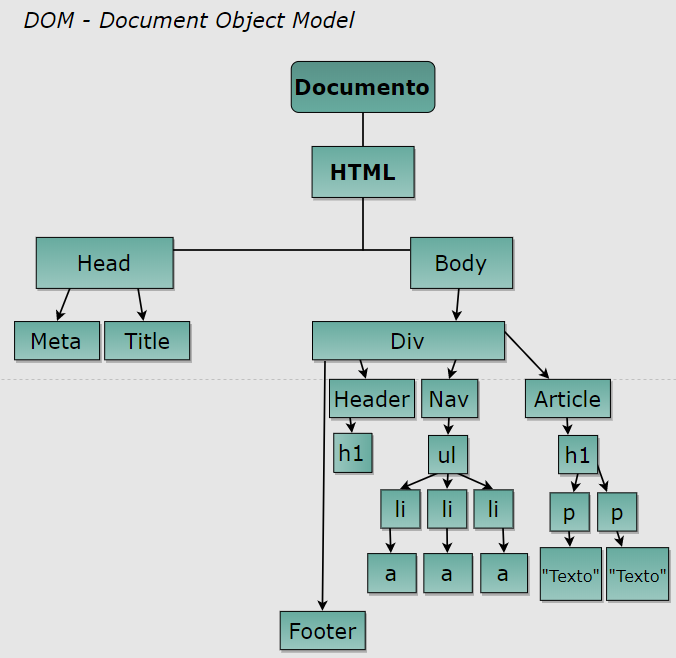 DOM - Document Object Model
Documento
HTML
Head
Body
Meta
Title
Div
Header
Nav
Article
h1
ul
h1
li
li
li
p
p
a
a
a
"Texto"
"Texto"
Footer